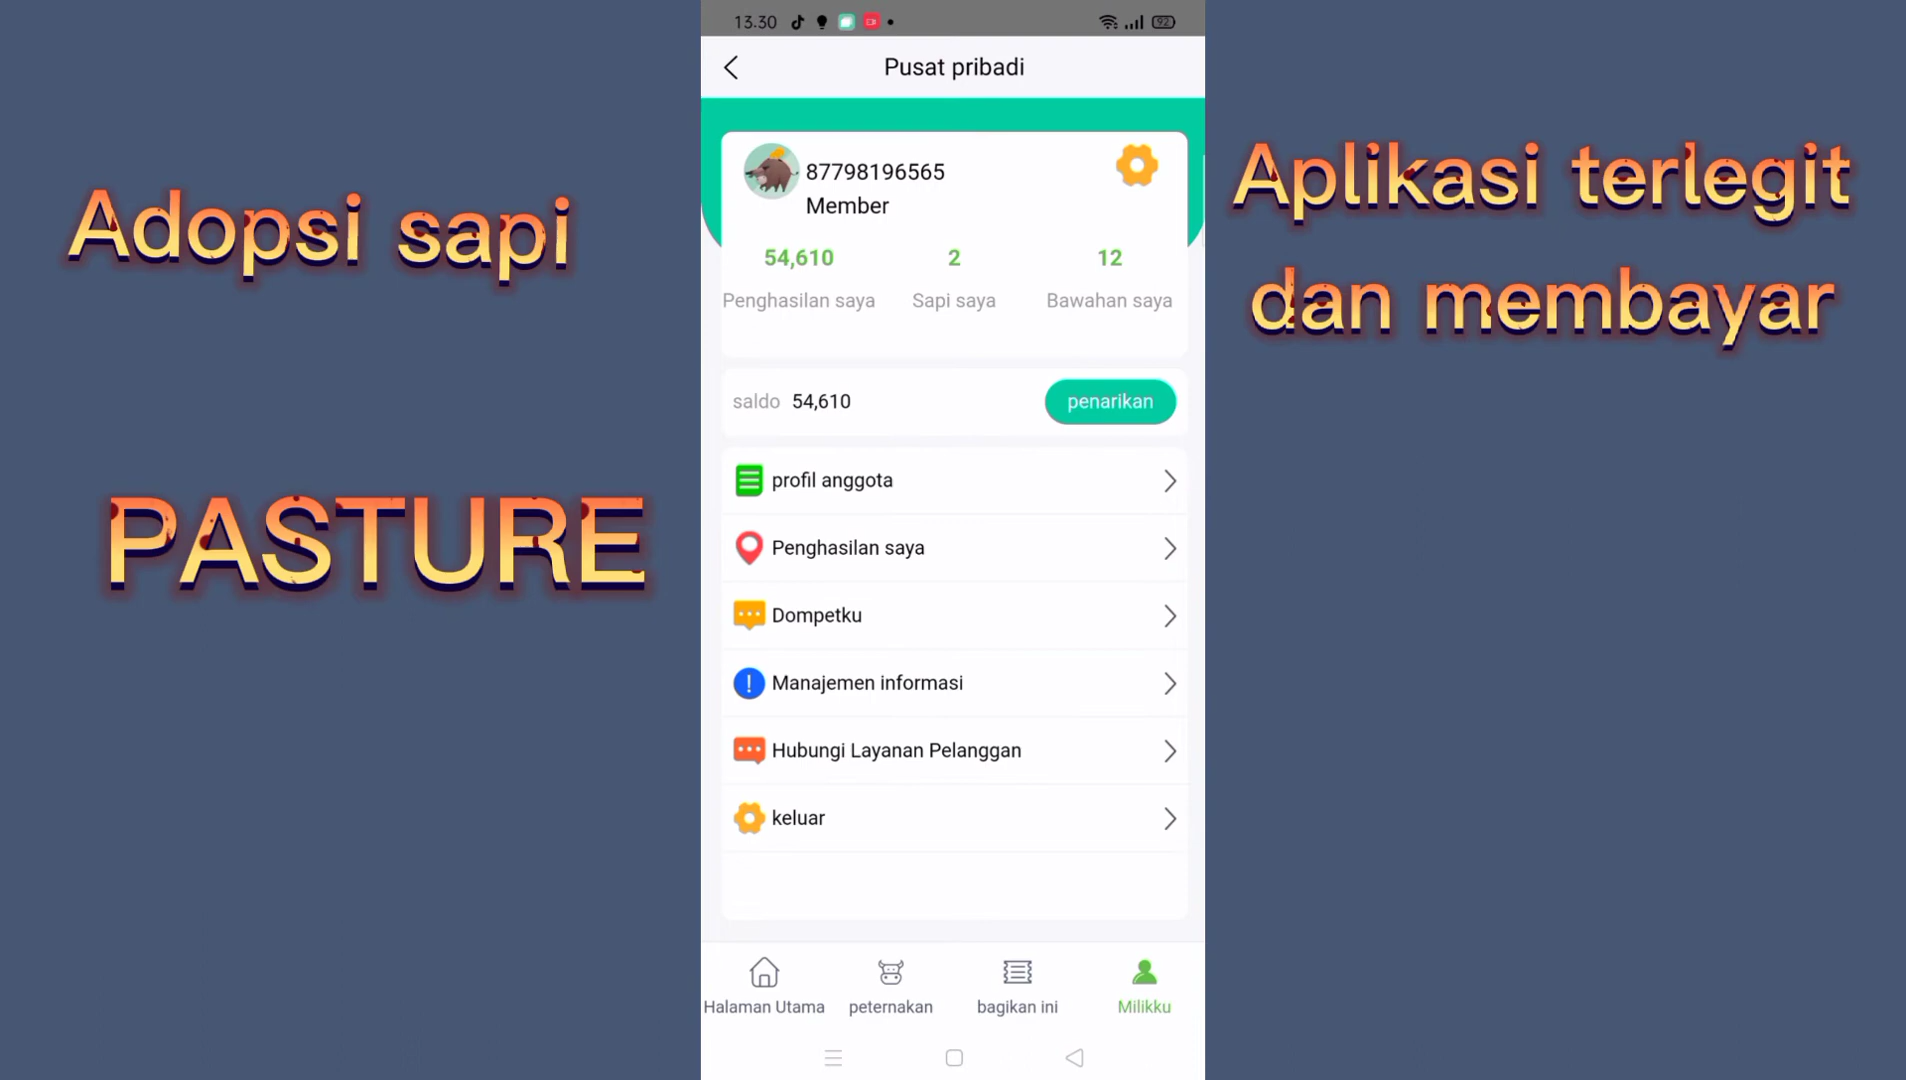 13.30
92
Pusat pribadi
87798196565
Member
54,610
2
12
Penghasilan saya
Sapi saya
Bawahan saya
saldo 54,610
penarikan
profil anggota
Penghasilan saya
Dompetku
Manajemen informasi
Hubungi Layanan Pelanggan
keluar
Halaman Utama
peternakan
bagikan ini
Milikku
Adopsi sapi
PASTURE
Aplikasi terlegit
dan membayar